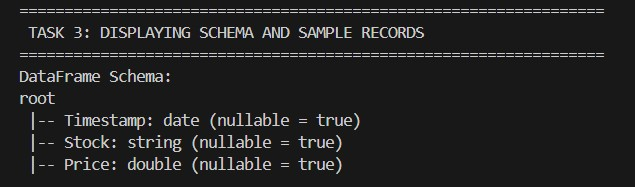 =================================================================
TASK 3: DISPLAYING SCHEMA AND SAMPLE RECORDS
=================================================================
DataFrame Schema:
root
 |-- Timestamp: date (nullable = true)
 |-- Stock: string (nullable = true)
 |-- Price: double (nullable = true)